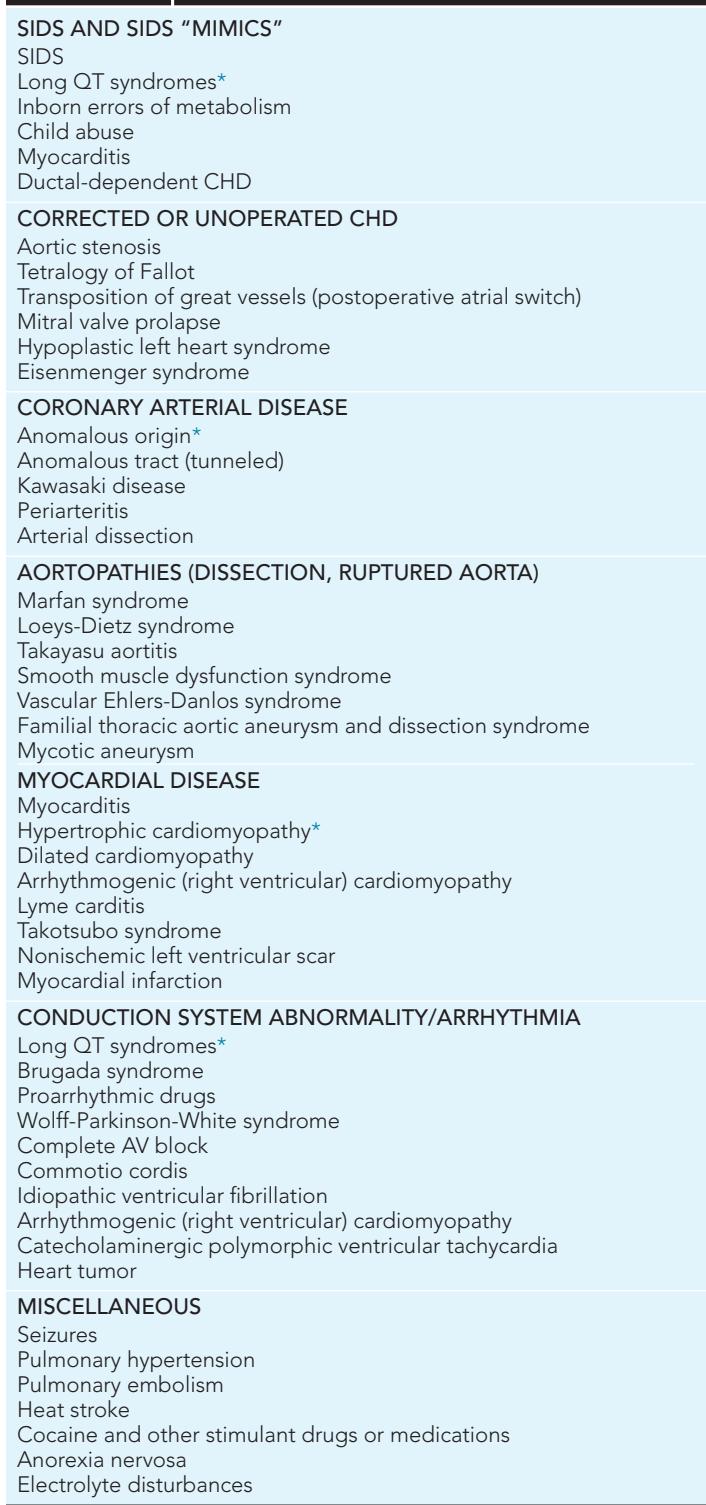 SIDS AND SIDS “MIMICS”
SIDS
Long QT syndromes*
Inborn errors of metabolism
Child abuse
Myocarditis
Ductal-dependent CHD
CORRECTED OR UNOPERATED CHD
Aortic stenosis
Tetralogy of Fallot
Transposition of great vessels (postoperative atrial switch)
Mitral valve prolapse
Hypoplastic left heart syndrome
Eisenmenger syndrome
CORONARY ARTERIAL DISEASE
Anomalous origin*
Anomalous tract (tunneled)
Kawasaki disease
Periarteritis
Arterial dissection
AORTOPATHIES (DISSECTION, RUPTURED AORTA)
Marfan syndrome
Loeys-Dietz syndrome
Takayasu aortitis
Smooth muscle dysfunction syndrome
Vascular Ehlers-Danlos syndrome
Familial thoracic aortic aneurysm and dissection syndrome
Mycotic aneurysm
MYOCARDIAL DISEASE
Myocarditis
Hypertrophic cardiomyopathy*
Dilated cardiomyopathy
Arrhythmogenic (right ventricular) cardiomyopathy
Lyme carditis
Takotsubo syndrome
Nonischemic left ventricular scar
Myocardial infarction
CONDUCTION SYSTEM ABNORMALITY/ARRHYTHMIA
Long QT syndromes*
Brugada syndrome
Proarrhythmic drugs
Wolff-Parkinson-White syndrome
Complete AV block
Commotio cordis
Idiopathic ventricular fibrillation
Arrhythmogenic (right ventricular) cardiomyopathy
Catecholaminergic polymorphic ventricular tachycardia
Heart tumor
MISCELLANEOUS
Seizures
Pulmonary hypertension
Pulmonary embolism
Heat stroke
Cocaine and other stimulant drugs or medications
Anorexia nervosa
Electrolyte disturbances